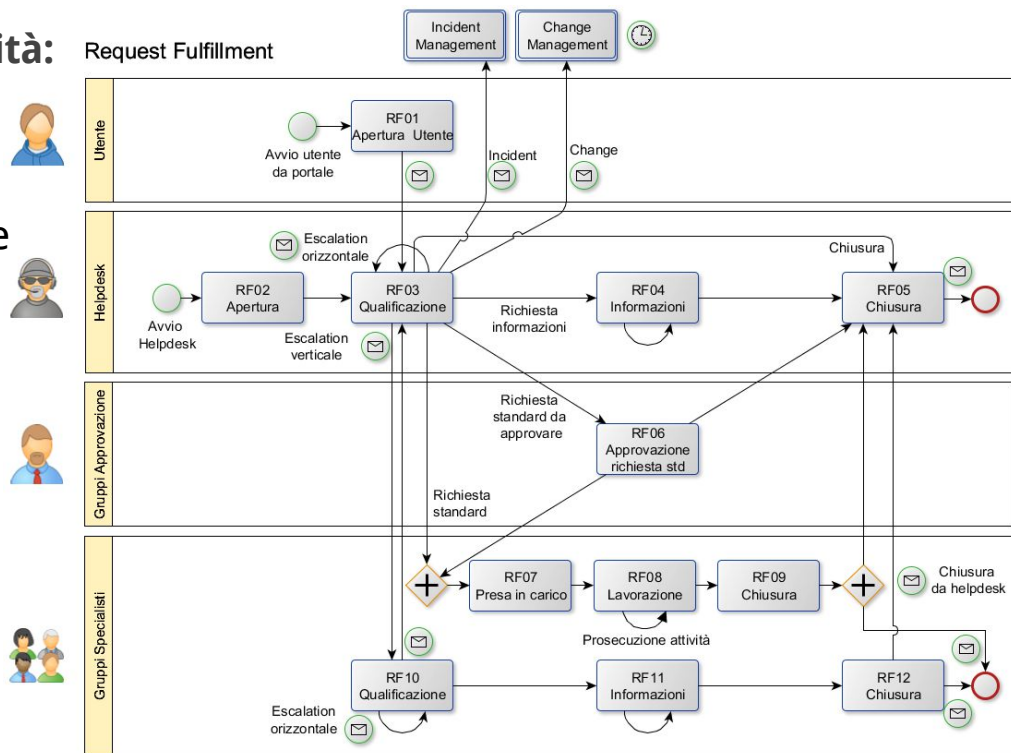 ità:
Request Fulfillment
Incident
Management
Change
Management
Utente
RF01
Apertura Utente
Avvio utente
da portale
Incident
Change
e
Helpdesk
Escalation
orizzontale
Chiusura
RF02
Apertura
RF03
Qualificazione
RF04
Informazioni
RF05
Chiusura
Avvio
Helpdesk
Escalation
verticale
Richiesta
informazioni
Gruppi Approvazione
Richiesta
standard da
approvare
RF06
Approvazione
richiesta std
Richiesta
standard
Gruppi Specialisti
RF07
Presa in carico
RF08
Lavorazione
RF09
Chiusura
Chiusura
da helpdesk
Prosecuzione attività
RF10
Qualificazione
RF11
Informazioni
RF12
Chiusura
Escalation
orizzontale